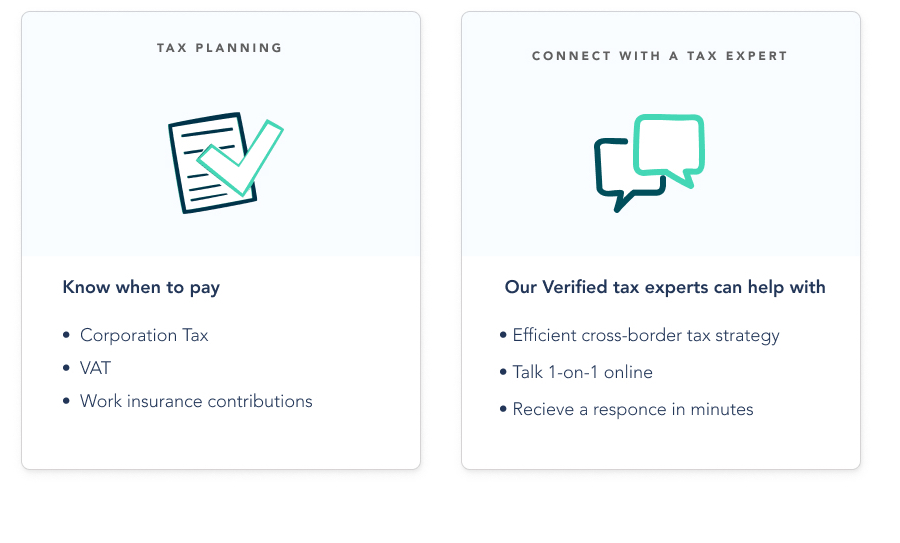 TAX PLANNING
Know when to pay
• Corporation Tax
• VAT
• Work insurance contributions
CONNECT WITH A TAX EXPERT
Our Verified tax experts can help with
• Efficient cross-border tax strategy
• Talk 1-on-1 online
• Recieve a responce in minutes